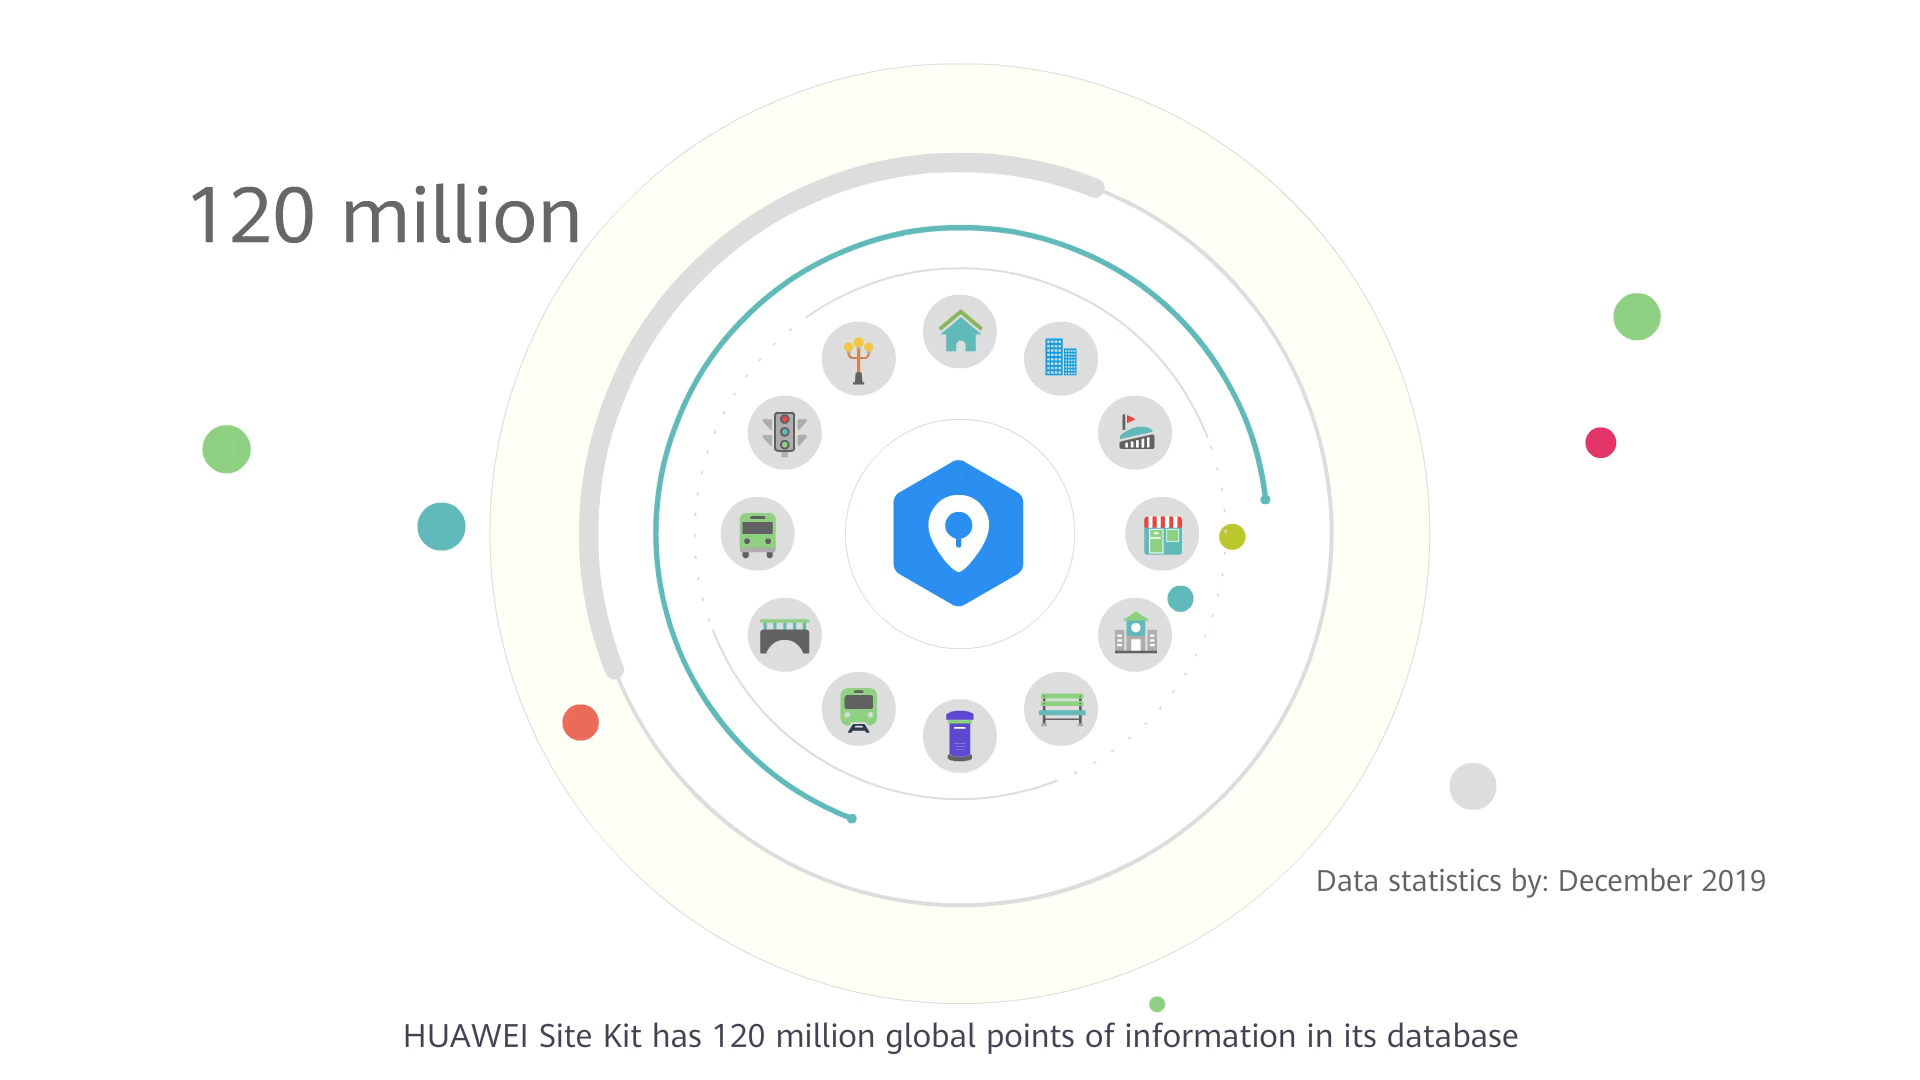 120 million
Data statistics by: December 2019
HUAWEI Site Kit has 120 million global points of information in its database